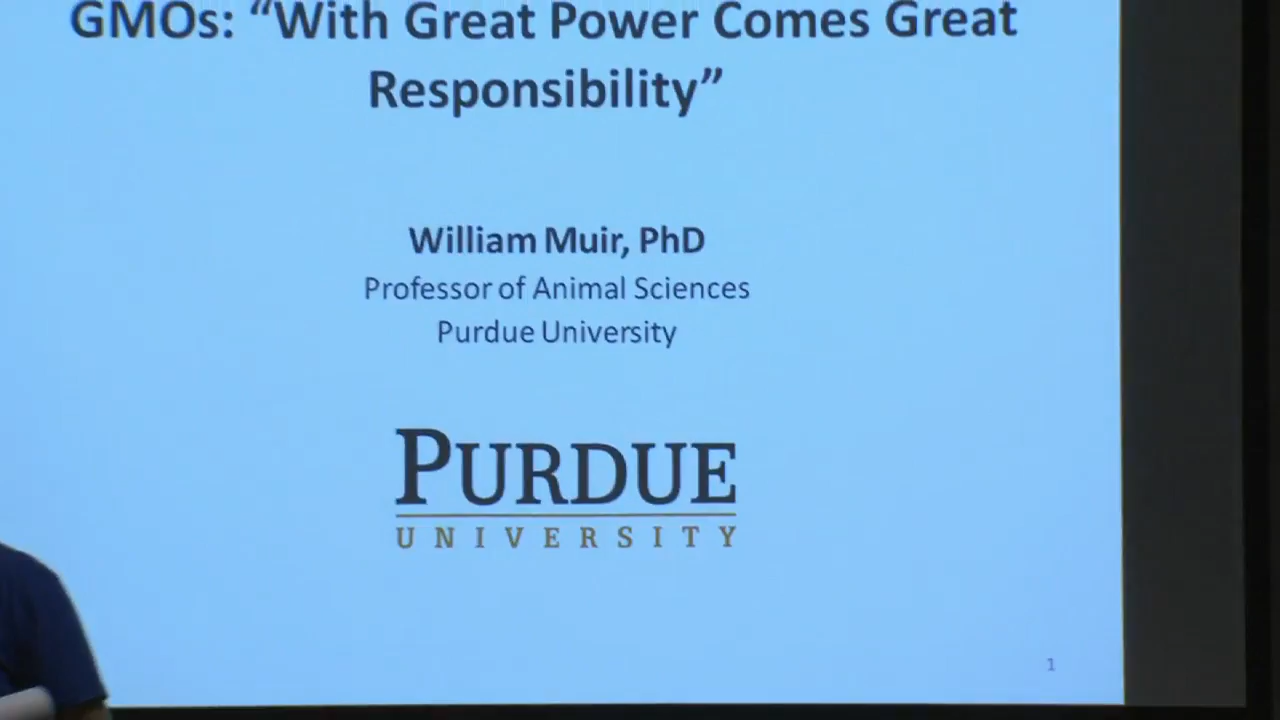 GMOs: “With Great Power Comes Great
Responsibility”
William Muir, PhD
Professor of Animal Sciences
Purdue University
PURDUE
UNIVERSITY
1